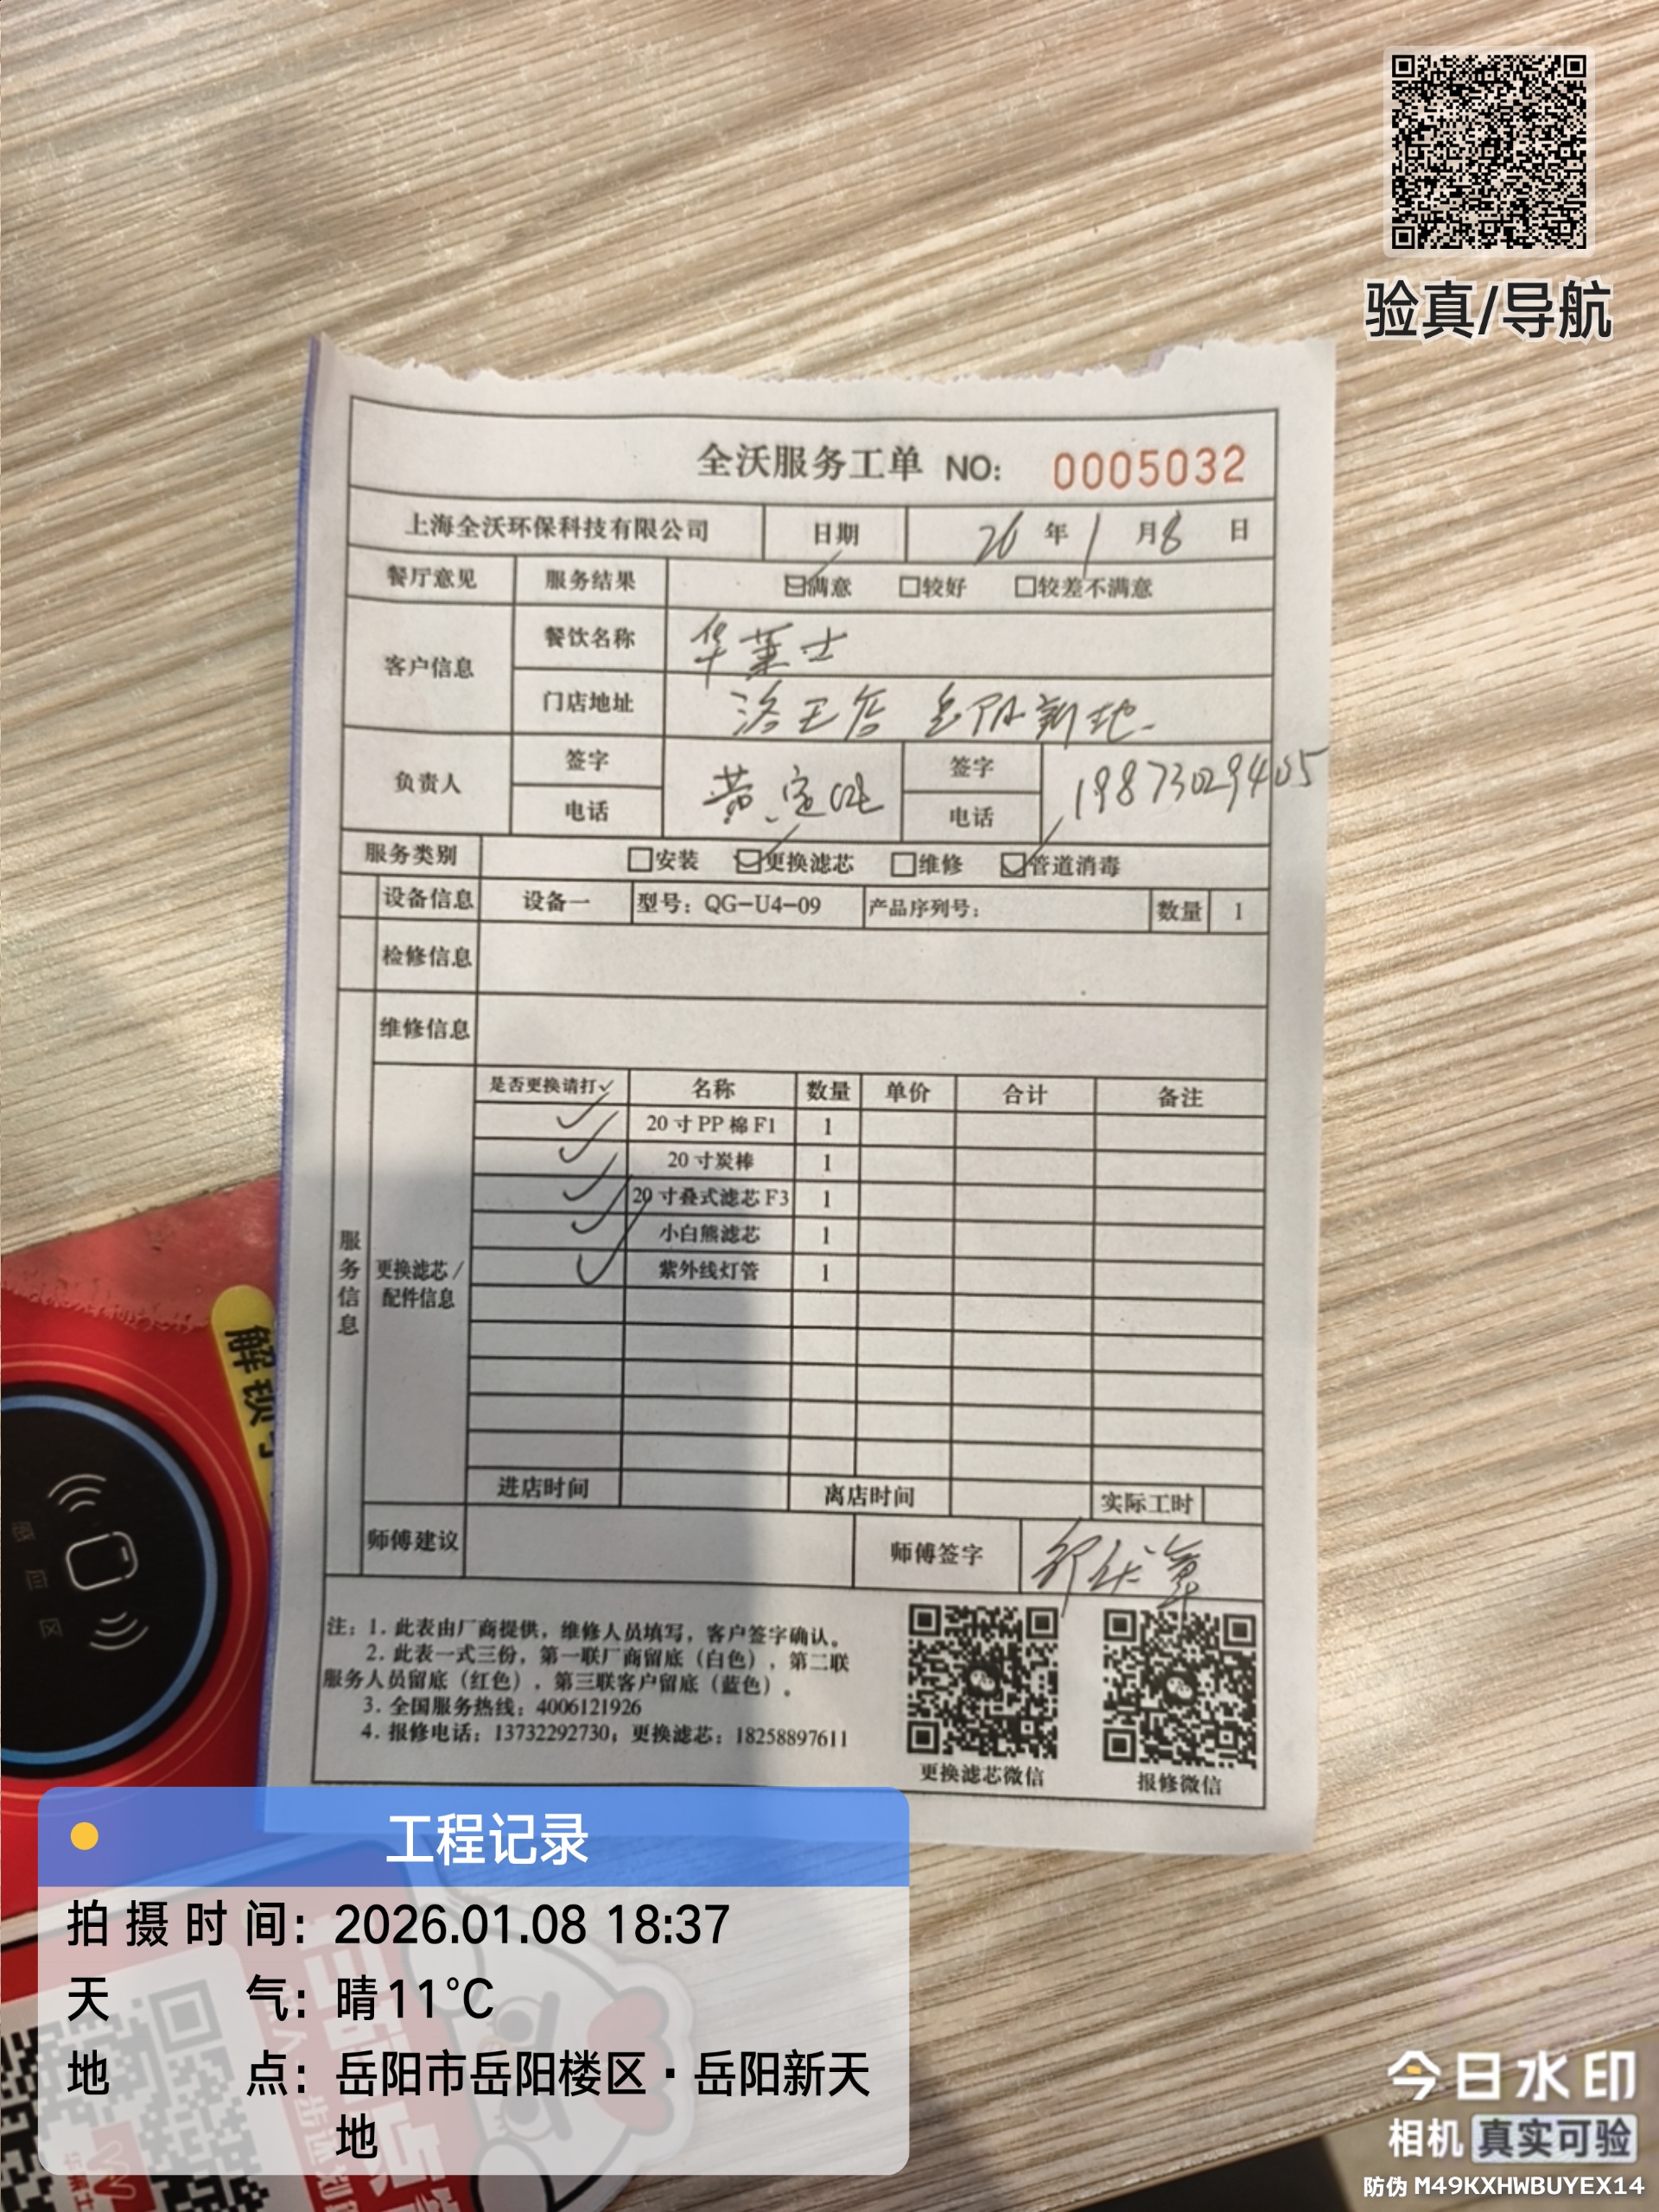 验真/导航
全沃服务工单 NO: 0005032
上海全沃环保科技有限公司 日期 26年1月8日
餐厅意见 服务结果 ☑满意 □较好 □较差不满意
客户信息 餐饮名称 华莱士
门店地址 洛王店 岳阳新地
负责人 签字 电话 黄 签字 电话 19873029405
服务类别 □安装 ☑更换滤芯 □维修 ☑管道消毒
设备信息 设备一 型号：QG-U4-09 产品序列号： 数量 1
检修信息
维修信息
服务信息
更换滤芯/配件信息
是否更换请打✓ 名称 数量 单价 合计 备注
✓ 20寸PP棉F1 1
✓ 20寸炭棒 1
✓ 20寸叠式滤芯F3 1
✓ 小白熊滤芯 1
✓ 紫外线灯管 1
进店时间 离店时间 实际工时
师傅建议 师傅签字
注：1. 此表由厂商提供，维修人员填写，客户签字确认。
2. 此表一式三份，第一联厂商留底（白色），第二联
服务人员留底（红色），第三联客户留底（蓝色）。
3. 全国服务热线：4006121926
4. 报修电话：13732292730；更换滤芯：18258897611
更换滤芯微信 报修微信
解锁
工程记录
拍摄时间：2026.01.08 18:37
天气：晴11℃
地点：岳阳市岳阳楼区·岳阳新天
地
今日水印
相机 真实可验
防伪 M49KXHWBUYEX14